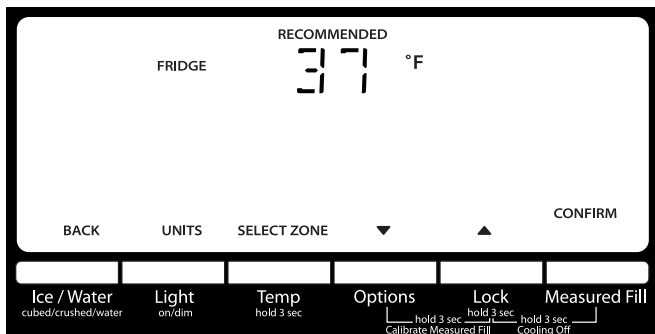 RECOMMENDED
FRIDGE 37 °F
CONFIRM
BACK UNITS SELECT ZONE ▼ ▲
Ice / Water Light Temp Options Lock Measured Fill
cubed/crushed/water on/dim hold 3 sec hold 3 sec
hold 3 sec hold 3 sec
Calibrate Measured Fill Cooling Off